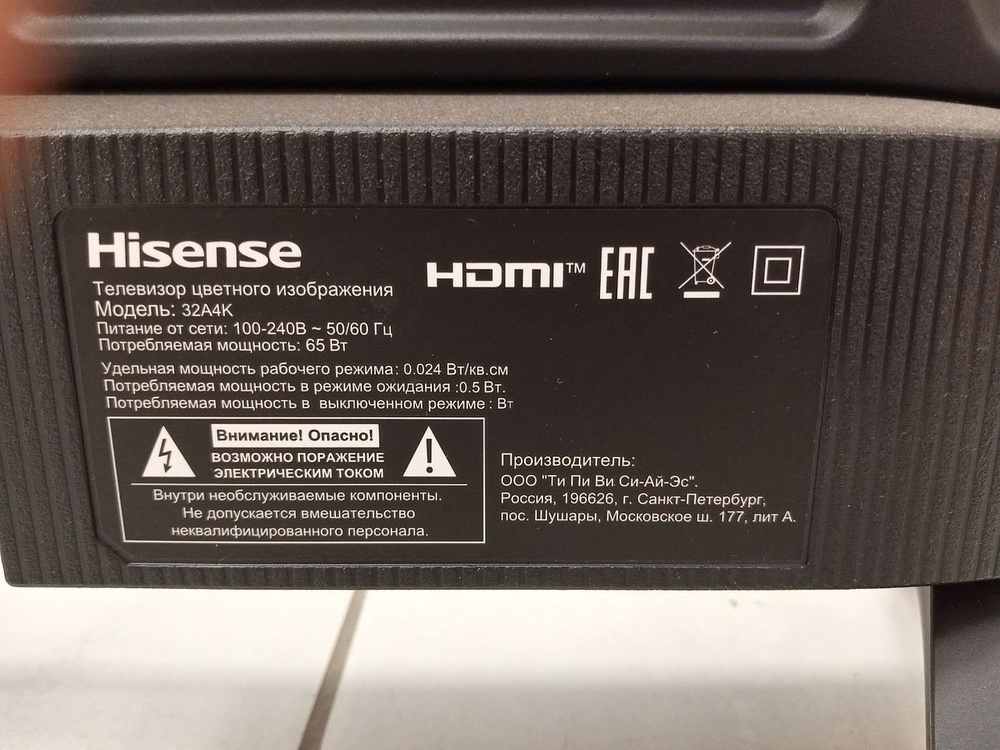 Hisense
HDMI™ EAC
Телевизор цветного изображения
Модель: 32A4K
Питание от сети: 100-240В ~ 50/60 Гц
Потребляемая мощность: 65 Вт
Удельная мощность рабочего режима: 0.024 Вт/кв.см
Потребляемая мощность в режиме ожидания :0.5 Вт.
Потребляемая мощность в выключенном режиме : Вт
Внимание! Опасно!
ВОЗМОЖНО ПОРАЖЕНИЕ
ЭЛЕКТРИЧЕСКИМ ТОКОМ
Внутри необслуживаемые компоненты.
Не допускается вмешательство
неквалифицированного персонала.
Производитель:
ООО "Ти Пи Ви Си-Ай-Эс".
Россия, 196626, г. Санкт-Петербург,
пос. Шушары, Московское ш. 177, лит А.